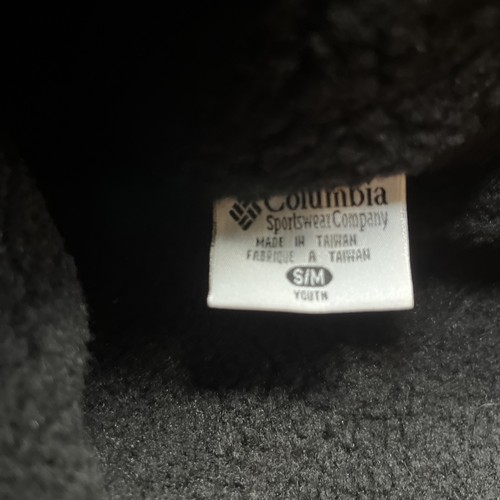 Columbia
Sportswear Company
MADE IN TAIWAN
FABRIQUE A TAIWAN
S/M
YOUTH